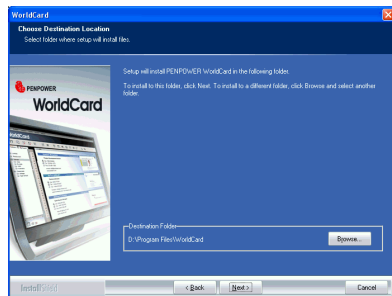 WorldCard
Choose Destination Location
Select folder where setup will install files.
Setup will install PENPOWER WorldCard in the following folder.
To install to this folder, click Next. To install to a different folder, click Browse and select another
folder.
PENPOWER
WorldCard
Destination Folder
D:\Program Files\WorldCard
Browse...
InstallShield
< Back
Next >
Cancel